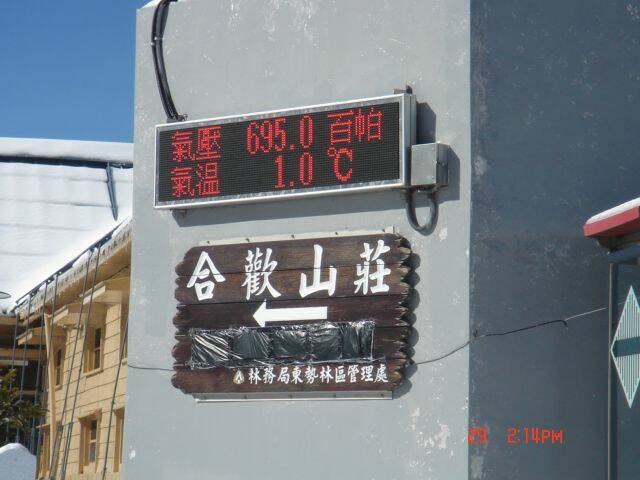 氣壓 695.0 百帕
氣溫 1.0 ℃
合歡山莊
←
林務局東勢林區管理處
29 2:14PM